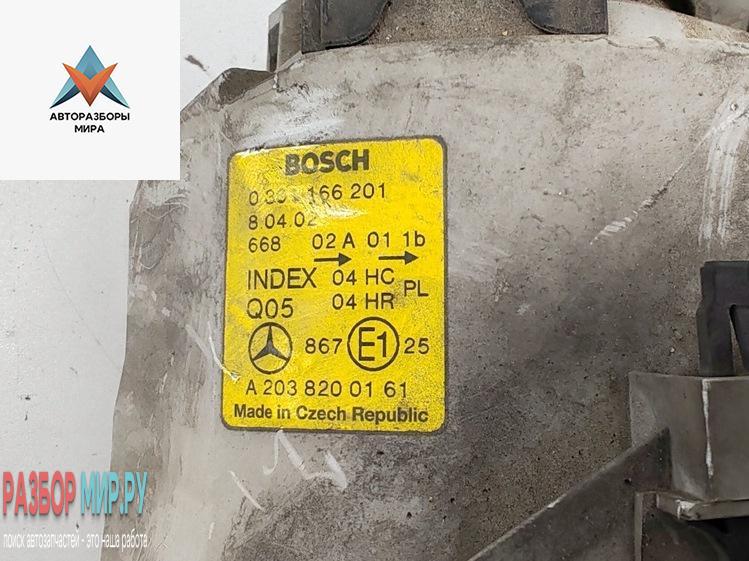 АВТОРАЗБОРЫ
МИРА
BOSCH
166 201
8.04.02
668 02 A 01 1b
INDEX 04 HC PL
Q05 04 HR
867 E1 25
A 203 820 01 61
Made in Czech Republic
РАЗБОР МИР.РУ
поиск автозапчастей - это наша работа